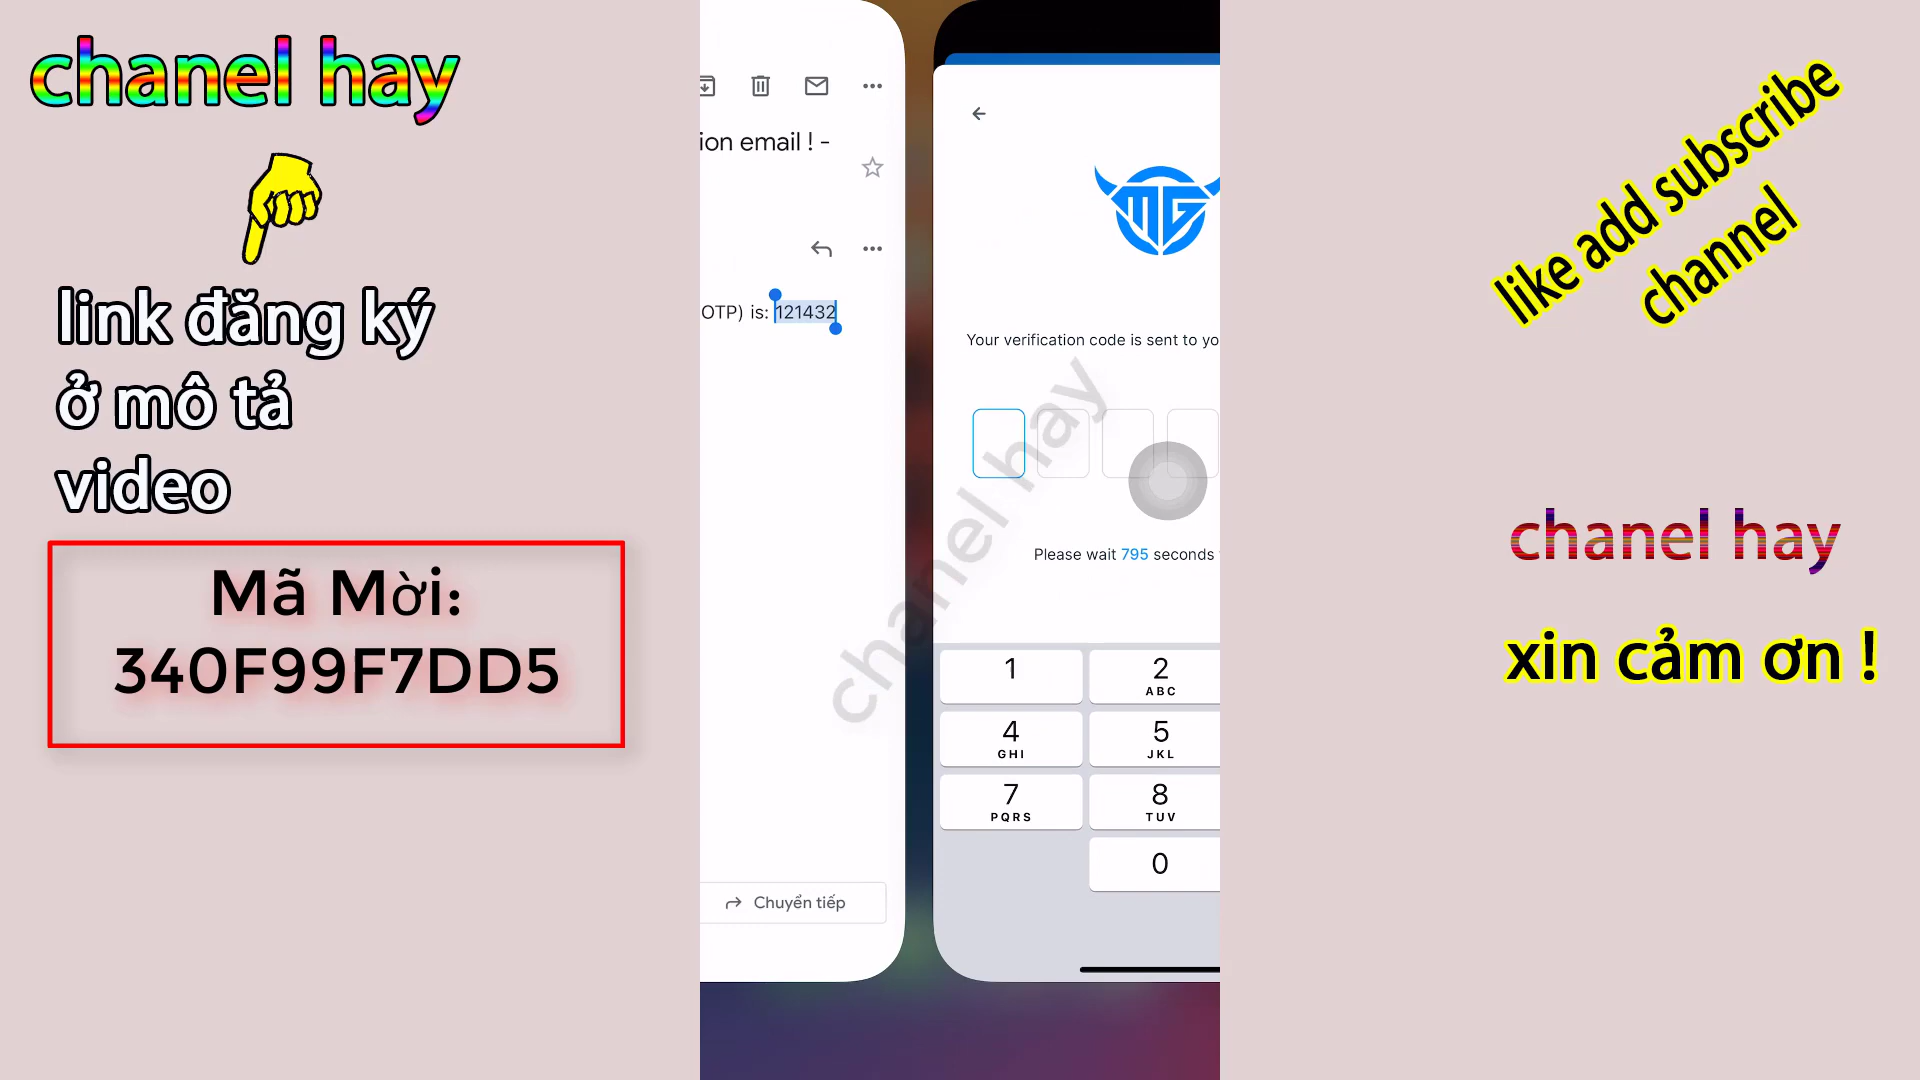 chanel hay
link đăng ký
ở mô tả
video
Mã Mời:
340F99F7DD5
ion email ! -
OTP) is: 121432
Chuyển tiếp
MG
Your verification code is sent to yo
Please wait 795 seconds
1
2
ABC
4
GHI
5
JKL
7
PQRS
8
TUV
0
chanel hay
like add subscribe
channel
chanel hay
xin cảm ơn !